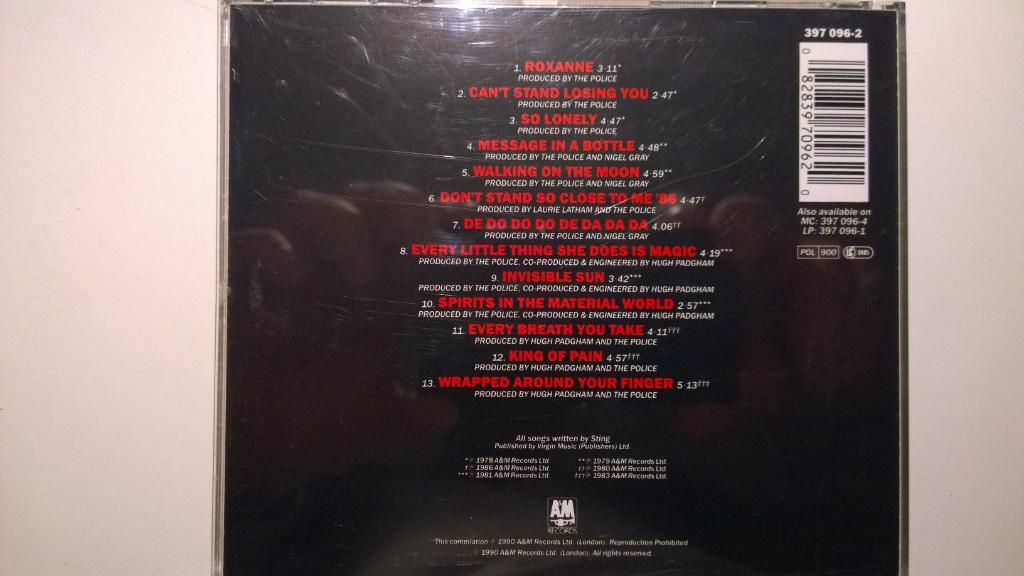 397 096-2
0 82839 70962 0
Also available on
MC: 397 096-4
LP: 397 096-1
POL 900
1. ROXANNE 3·11*
PRODUCED BY THE POLICE
2. CAN'T STAND LOSING YOU 2·47*
PRODUCED BY THE POLICE
3. SO LONELY 4·47*
PRODUCED BY THE POLICE
4. MESSAGE IN A BOTTLE 4·48**
PRODUCED BY THE POLICE AND NIGEL GRAY
5. WALKING ON THE MOON 4·59**
PRODUCED BY THE POLICE AND NIGEL GRAY
6. DON'T STAND SO CLOSE TO ME '86 4·47†
PRODUCED BY LAURIE LATHAM AND THE POLICE
7. DE DO DO DO DE DA DA DA 4.06††
PRODUCED BY THE POLICE AND NIGEL GRAY
8. EVERY LITTLE THING SHE DOES IS MAGIC 4·19***
PRODUCED BY THE POLICE, CO-PRODUCED & ENGINEERED BY HUGH PADGHAM
9. INVISIBLE SUN 3·42***
PRODUCED BY THE POLICE, CO-PRODUCED & ENGINEERED BY HUGH PADGHAM
10. SPIRITS IN THE MATERIAL WORLD 2·57***
PRODUCED BY THE POLICE, CO-PRODUCED & ENGINEERED BY HUGH PADGHAM
11. EVERY BREATH YOU TAKE 4·11†††
PRODUCED BY HUGH PADGHAM AND THE POLICE
12. KING OF PAIN 4·57†††
PRODUCED BY HUGH PADGHAM AND THE POLICE
13. WRAPPED AROUND YOUR FINGER 5·13†††
PRODUCED BY HUGH PADGHAM AND THE POLICE
All songs written by Sting
Published by Virgin Music (Publishers) Ltd.
*℗ 1978 A&M Records Ltd. **℗ 1979 A&M Records Ltd.
†℗ 1986 A&M Records Ltd. ††℗ 1980 A&M Records Ltd.
***℗ 1981 A&M Records Ltd. †††℗ 1983 A&M Records Ltd.
A&M
RECORDS
This compilation ℗ 1990 A&M Records Ltd. (London). Reproduction Prohibited
© 1990 A&M Records Ltd. (London). All rights reserved.